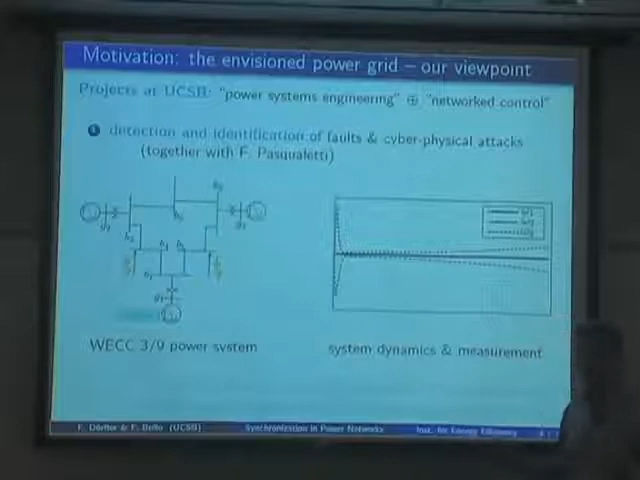 Motivation: the envisioned power grid – our viewpoint
Projects at UCSB: "power systems engineering" ⊕ "networked control"
detection and identification of faults & cyber-physical attacks
(together with F. Pasqualetti)
WECC 3/9 power system
system dynamics & measurement
F. Dörfler & F. Bullo (UCSB)
Synchronization in Power Networks
Inst. for Energy Efficiency